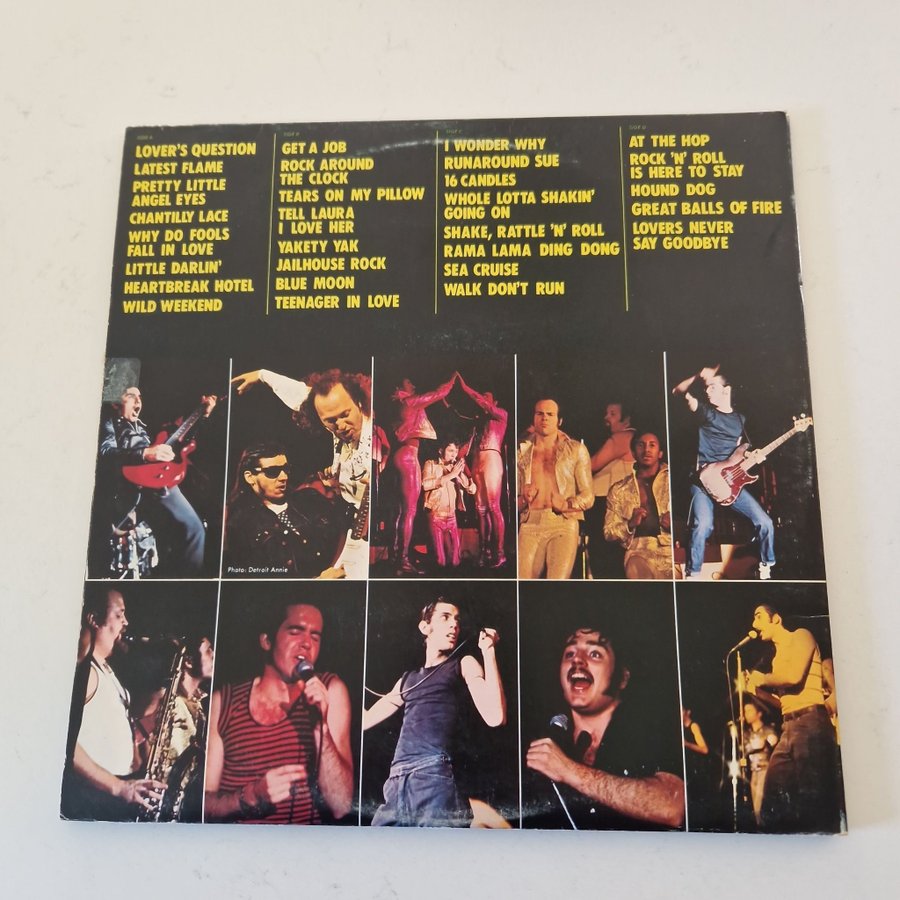 SIDE A
LOVER'S QUESTION
LATEST FLAME
PRETTY LITTLE
ANGEL EYES
CHANTILLY LACE
WHY DO FOOLS
FALL IN LOVE
LITTLE DARLIN'
HEARTBREAK HOTEL
WILD WEEKEND
SIDE B
GET A JOB
ROCK AROUND
THE CLOCK
TEARS ON MY PILLOW
TELL LAURA
I LOVE HER
YAKETY YAK
JAILHOUSE ROCK
BLUE MOON
TEENAGER IN LOVE
SIDE C
I WONDER WHY
RUNAROUND SUE
16 CANDLES
WHOLE LOTTA SHAKIN'
GOING ON
SHAKE, RATTLE 'N' ROLL
RAMA LAMA DING DONG
SEA CRUISE
WALK DON'T RUN
SIDE D
AT THE HOP
ROCK 'N' ROLL
IS HERE TO STAY
HOUND DOG
GREAT BALLS OF FIRE
LOVERS NEVER
SAY GOODBYE
Photo: Detroit Annie